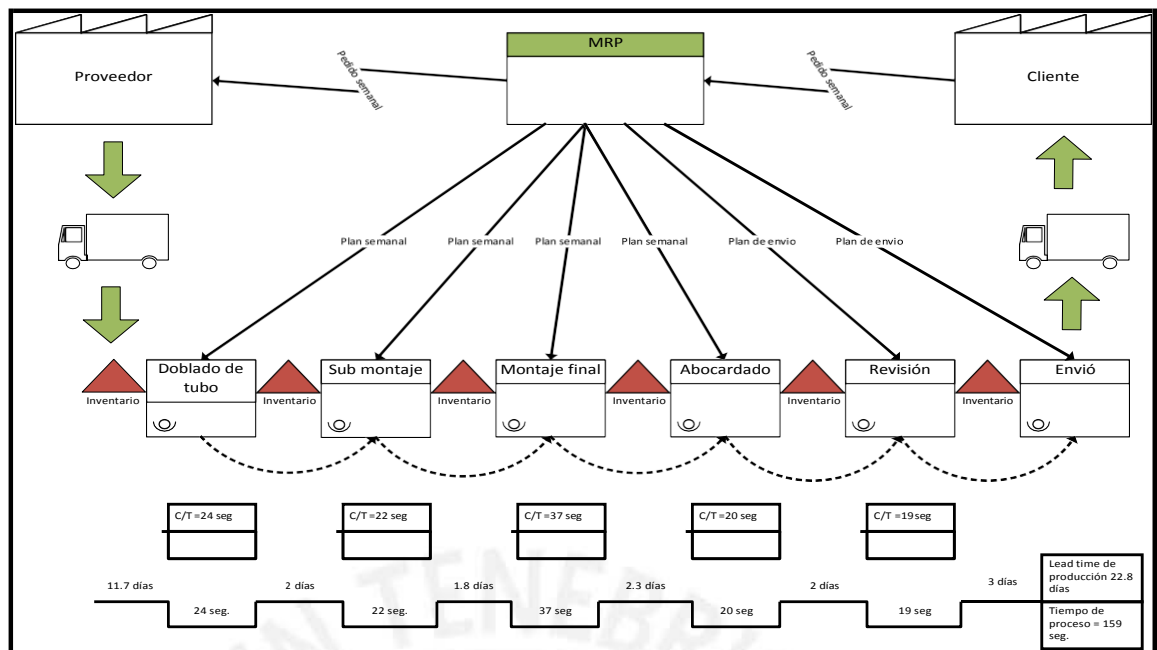 MRP
Proveedor
Cliente
Pedido semanal
Pedido semanal
Plan semanal
Plan semanal
Plan semanal
Plan semanal
Plan de envio
Plan de envio
Doblado de
tubo
Sub montaje
Montaje final
Abocardado
Revisión
Envió
Inventario
Inventario
Inventario
Inventario
Inventario
Inventario
C/T =24 seg
C/T =22 seg
C/T =37 seg
C/T =20 seg
C/T =19 seg
11.7 días
2 días
1.8 días
2.3 días
2 días
3 días
24 seg.
22 seg.
37 seg
20 seg
19 seg
Lead time de
producción 22.8
días
Tiempo de
proceso = 159
seg.
IN TENEBRI